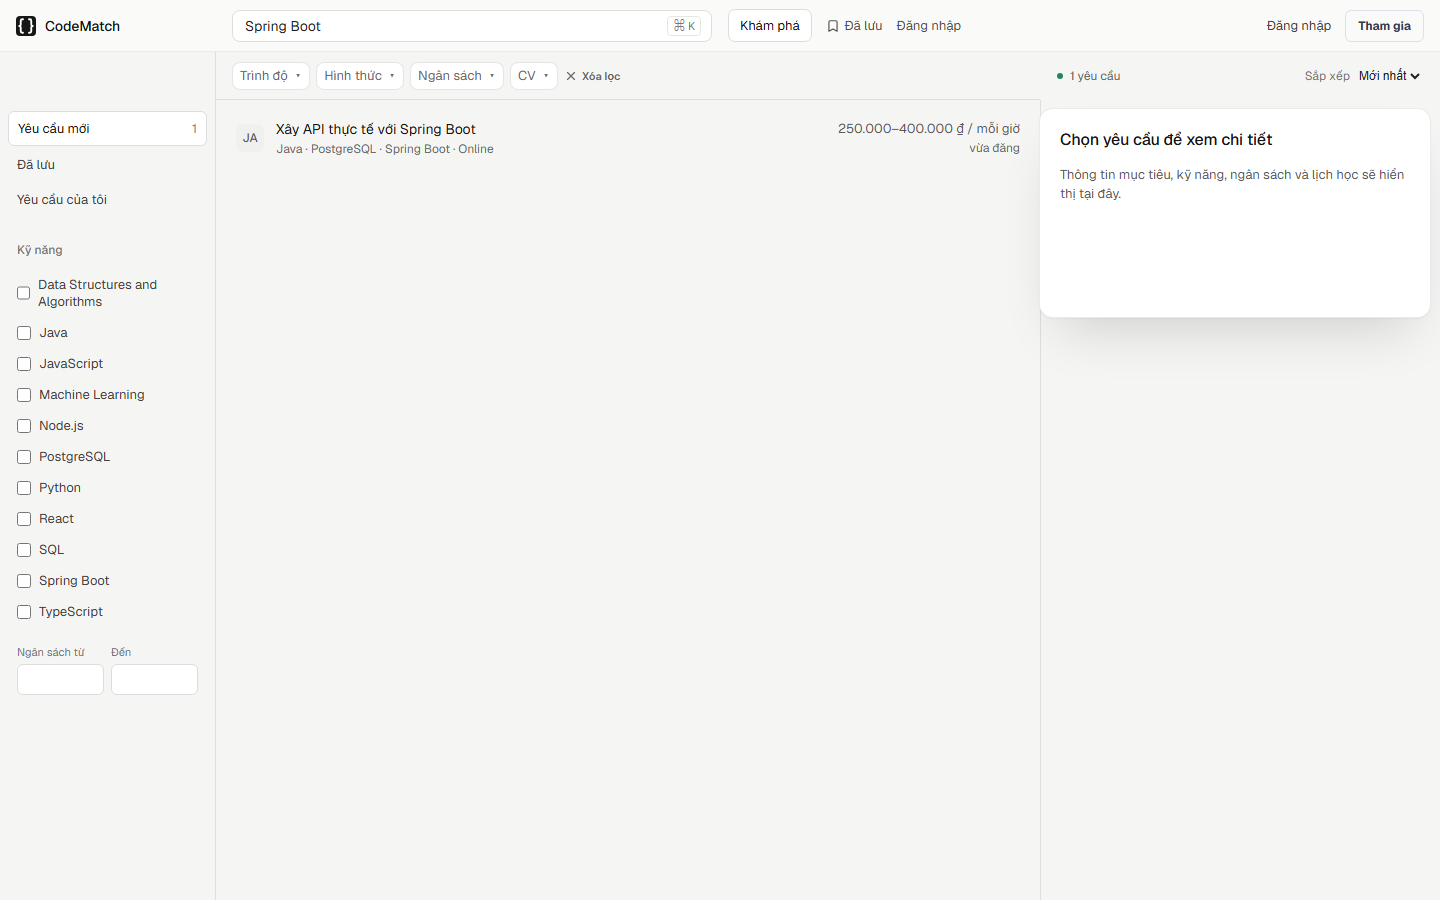 CodeMatch
Spring Boot
⌘ K
Khám phá
Đã lưu
Đăng nhập
Đăng nhập
Tham gia
Trình độ
Hình thức
Ngân sách
CV
Xóa lọc
1 yêu cầu
Sắp xếp
Mới nhất
Yêu cầu mới
1
Đã lưu
Yêu cầu của tôi
Kỹ năng
Data Structures and
Algorithms
Java
JavaScript
Machine Learning
Node.js
PostgreSQL
Python
React
SQL
Spring Boot
TypeScript
Ngân sách từ
Đến
JA
Xây API thực tế với Spring Boot
Java · PostgreSQL · Spring Boot · Online
250.000–400.000 ₫ / mỗi giờ
vừa đăng
Chọn yêu cầu để xem chi tiết
Thông tin mục tiêu, kỹ năng, ngân sách và lịch học sẽ hiển
thị tại đây.